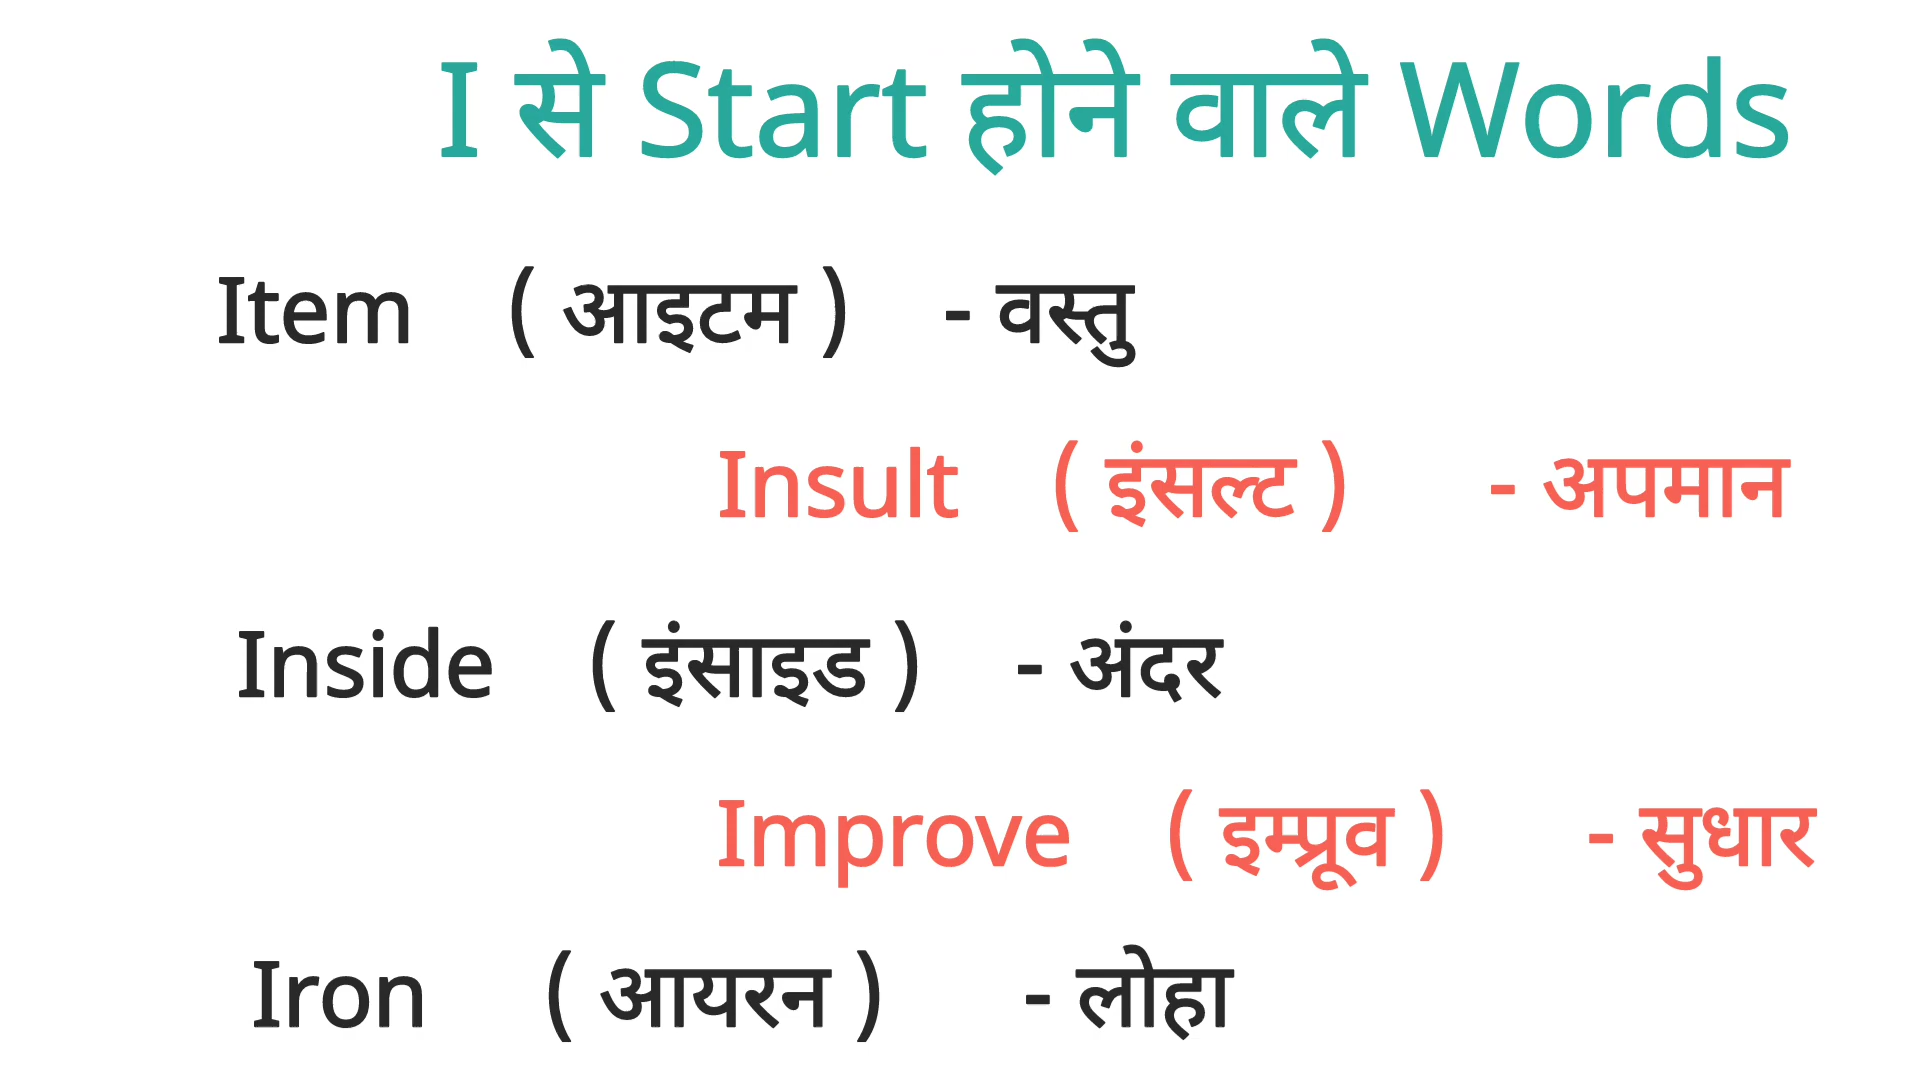 I से Start होने वाले Words
Item ( आइटम ) - वस्तु
Insult ( इंसल्ट ) - अपमान
Inside ( इंसाइड ) - अंदर
Improve ( इम्प्रूव ) - सुधार
Iron ( आयरन ) - लोहा